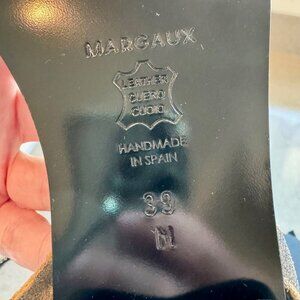 MARGAUX
LEATHER
CUERO
CUOIO
HANDMADE
IN SPAIN
39